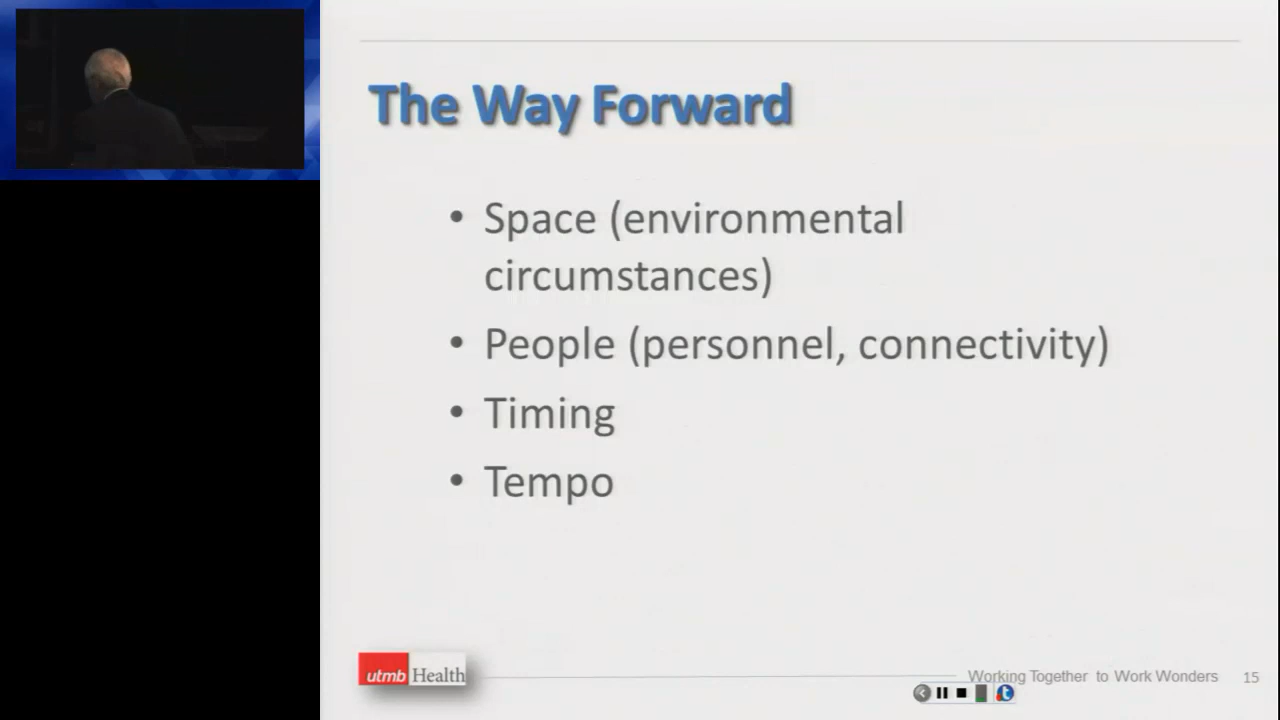 The Way Forward
• Space (environmental
circumstances)
• People (personnel, connectivity)
• Timing
• Tempo
utmb Health
Working Together to Work Wonders 15